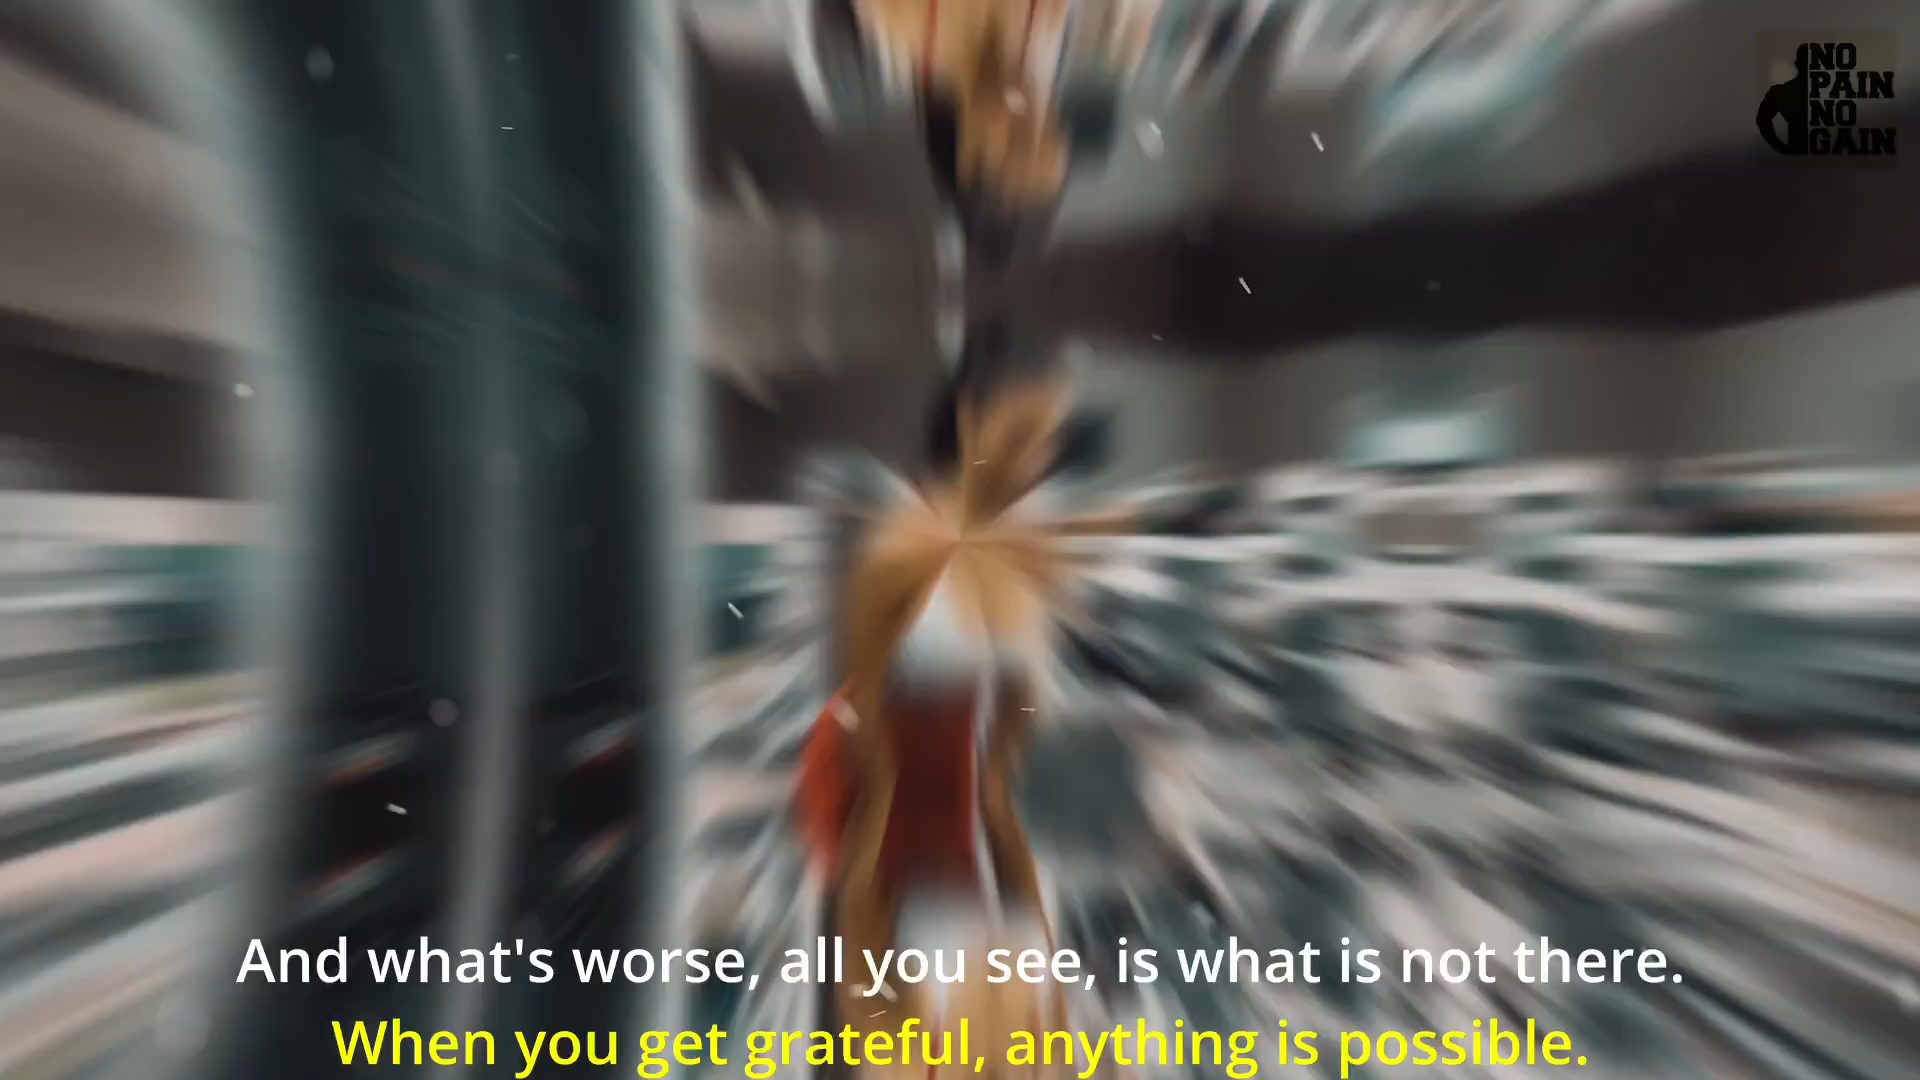 NO
PAIN
NO
GAIN
And what's worse, all you see, is what is not there.
When you get grateful, anything is possible.